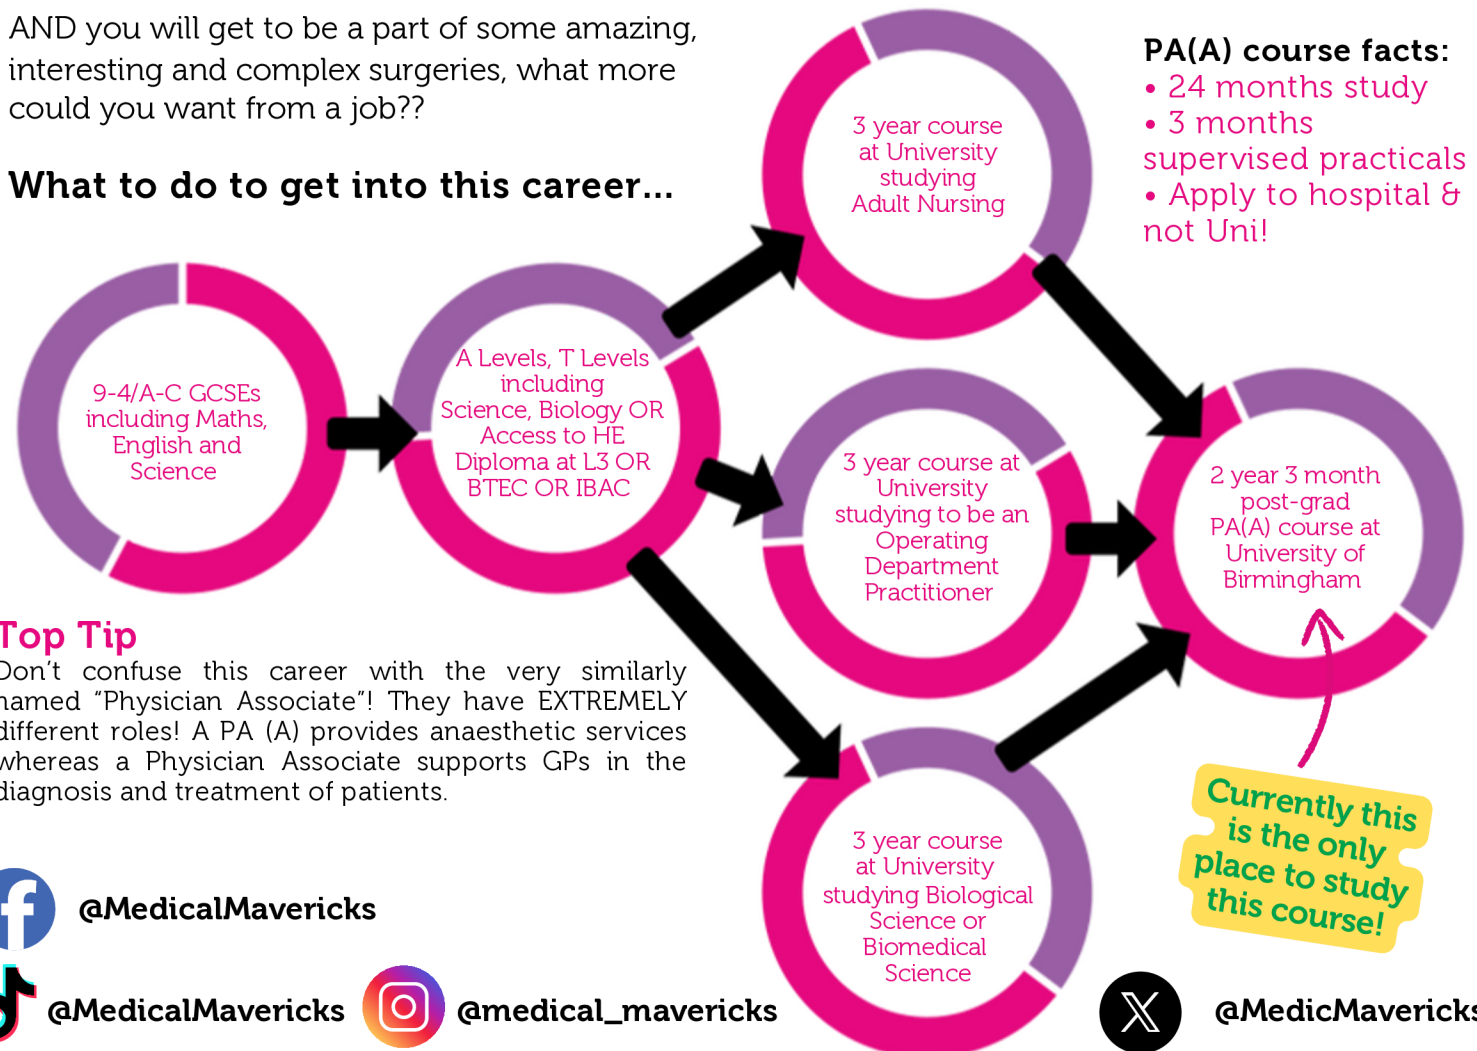 AND you will get to be a part of some amazing,
interesting and complex surgeries, what more
could you want from a job??
What to do to get into this career...
9-4/A-C GCSEs
including Maths,
English and
Science
A Levels, T Levels
including
Science, Biology OR
Access to HE
Diploma at L3 OR
BTEC OR IBAC
3 year course
at University
studying
Adult Nursing
3 year course at
University
studying to be an
Operating
Department
Practitioner
3 year course
at University
studying Biological
Science or
Biomedical
Science
PA(A) course facts:
• 24 months study
• 3 months
supervised practicals
• Apply to hospital &
not Uni!
2 year 3 month
post-grad
PA(A) course at
University of
Birmingham
Currently this
is the only
place to study
this course!
Top Tip
Don't confuse this career with the very similarly
named “Physician Associate”! They have EXTREMELY
different roles! A PA (A) provides anaesthetic services
whereas a Physician Associate supports GPs in the
diagnosis and treatment of patients.
@MedicalMavericks
@MedicalMavericks
@medical_mavericks
@MedicMavericks